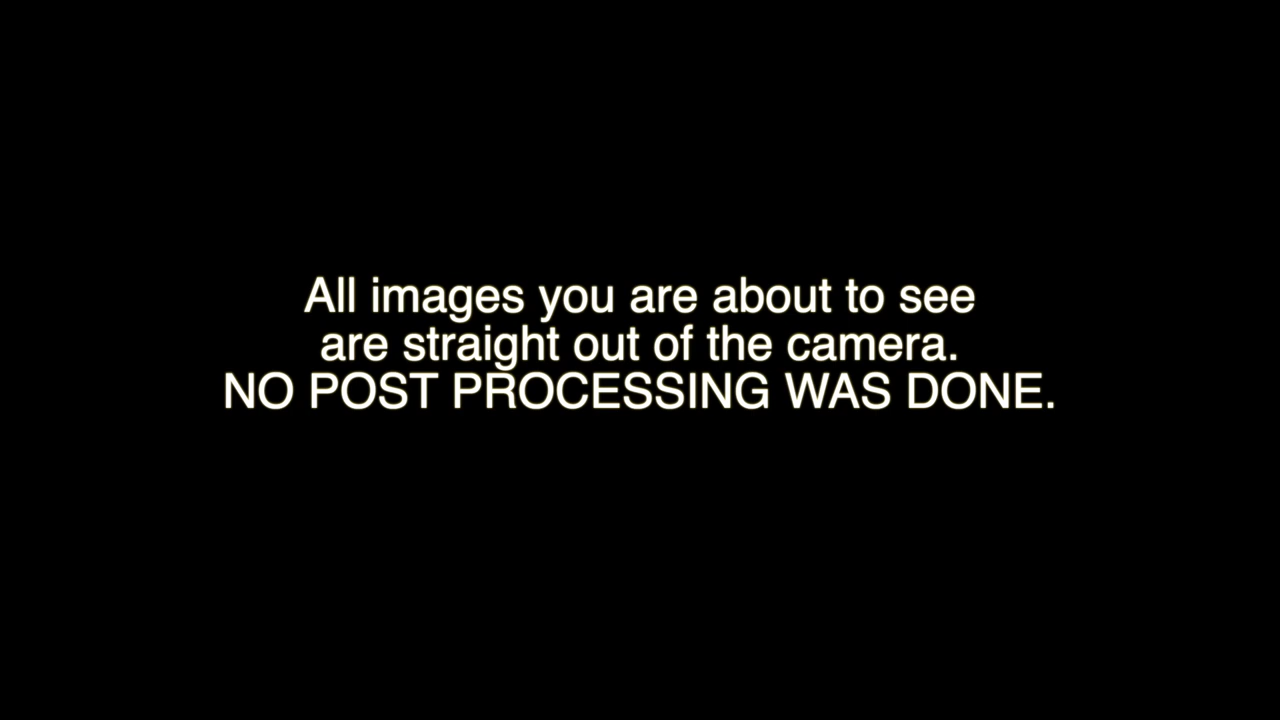 All images you are about to see
are straight out of the camera.
NO POST PROCESSING WAS DONE.